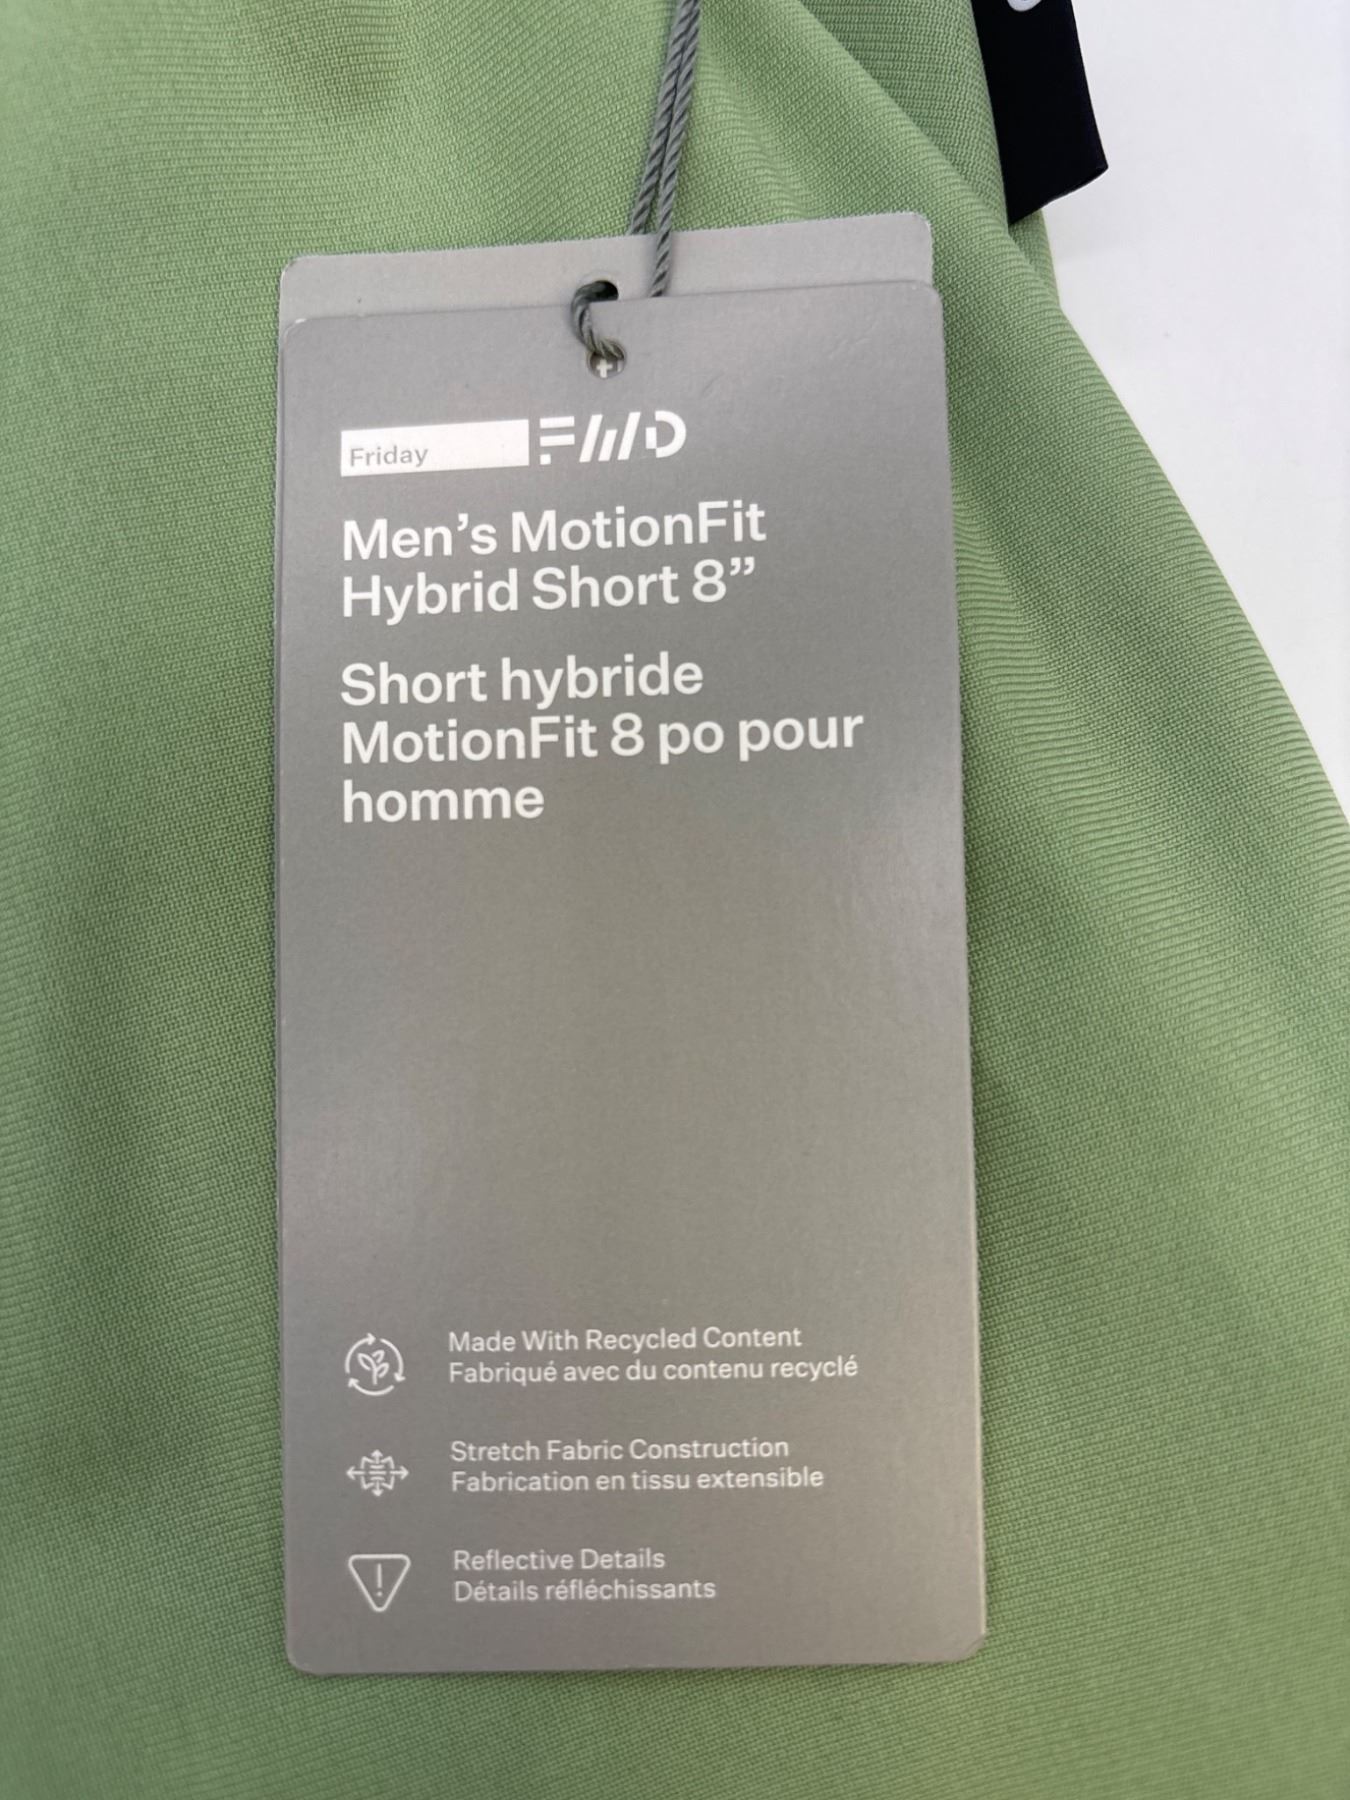 Friday FWD
Men’s MotionFit
Hybrid Short 8”
Short hybride
MotionFit 8 po pour
homme
Made With Recycled Content
Fabriqué avec du contenu recyclé
Stretch Fabric Construction
Fabrication en tissu extensible
Reflective Details
Détails réfléchissants